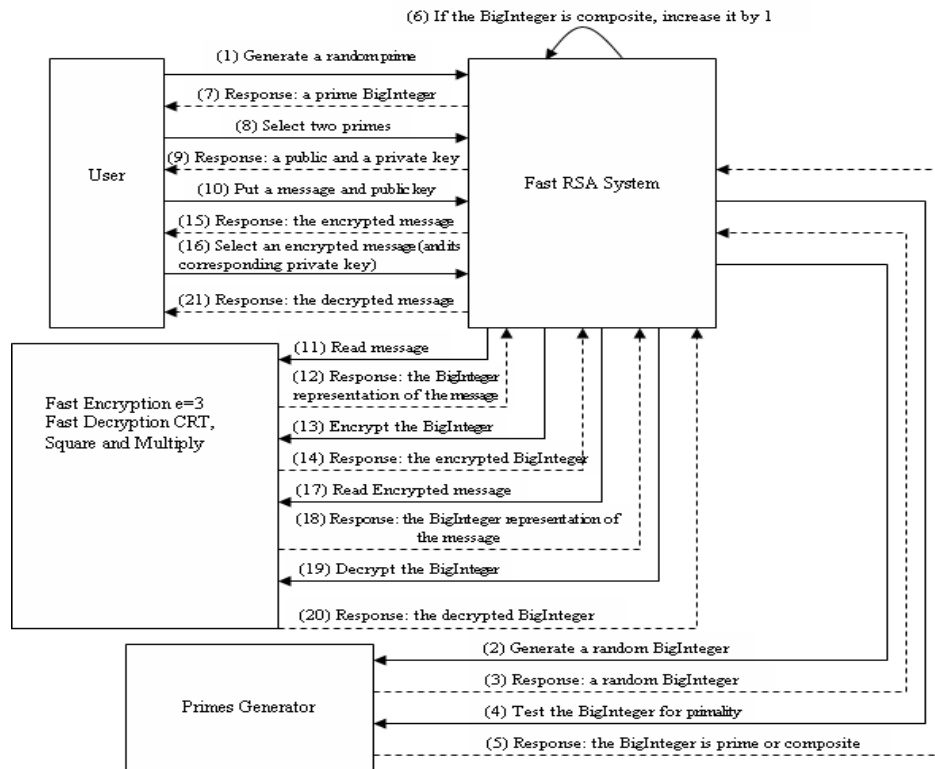 (6) If the BigInteger is composite, increase it by 1
(1) Generate a random prime
(7) Response: a prime BigInteger
(8) Select two primes
(9) Response: a public and a private key
(10) Put a message and public key
(15) Response: the encrypted message
(16) Select an encrypted message (and its
corresponding private key)
(21) Response: the decrypted message
User
Fast RSA System
(11) Read message
(12) Response: the BigInteger
representation of the message
(13) Encrypt the BigInteger
(14) Response: the encrypted BigInteger
(17) Read Encrypted message
(18) Response: the BigInteger representation of
the message
(19) Decrypt the BigInteger
(20) Response: the decrypted BigInteger
Fast Encryption e=3
Fast Decryption CRT,
Square and Multiply
(2) Generate a random BigInteger
(3) Response: a random BigInteger
(4) Test the BigInteger for primality
(5) Response: the BigInteger is prime or composite
Primes Generator